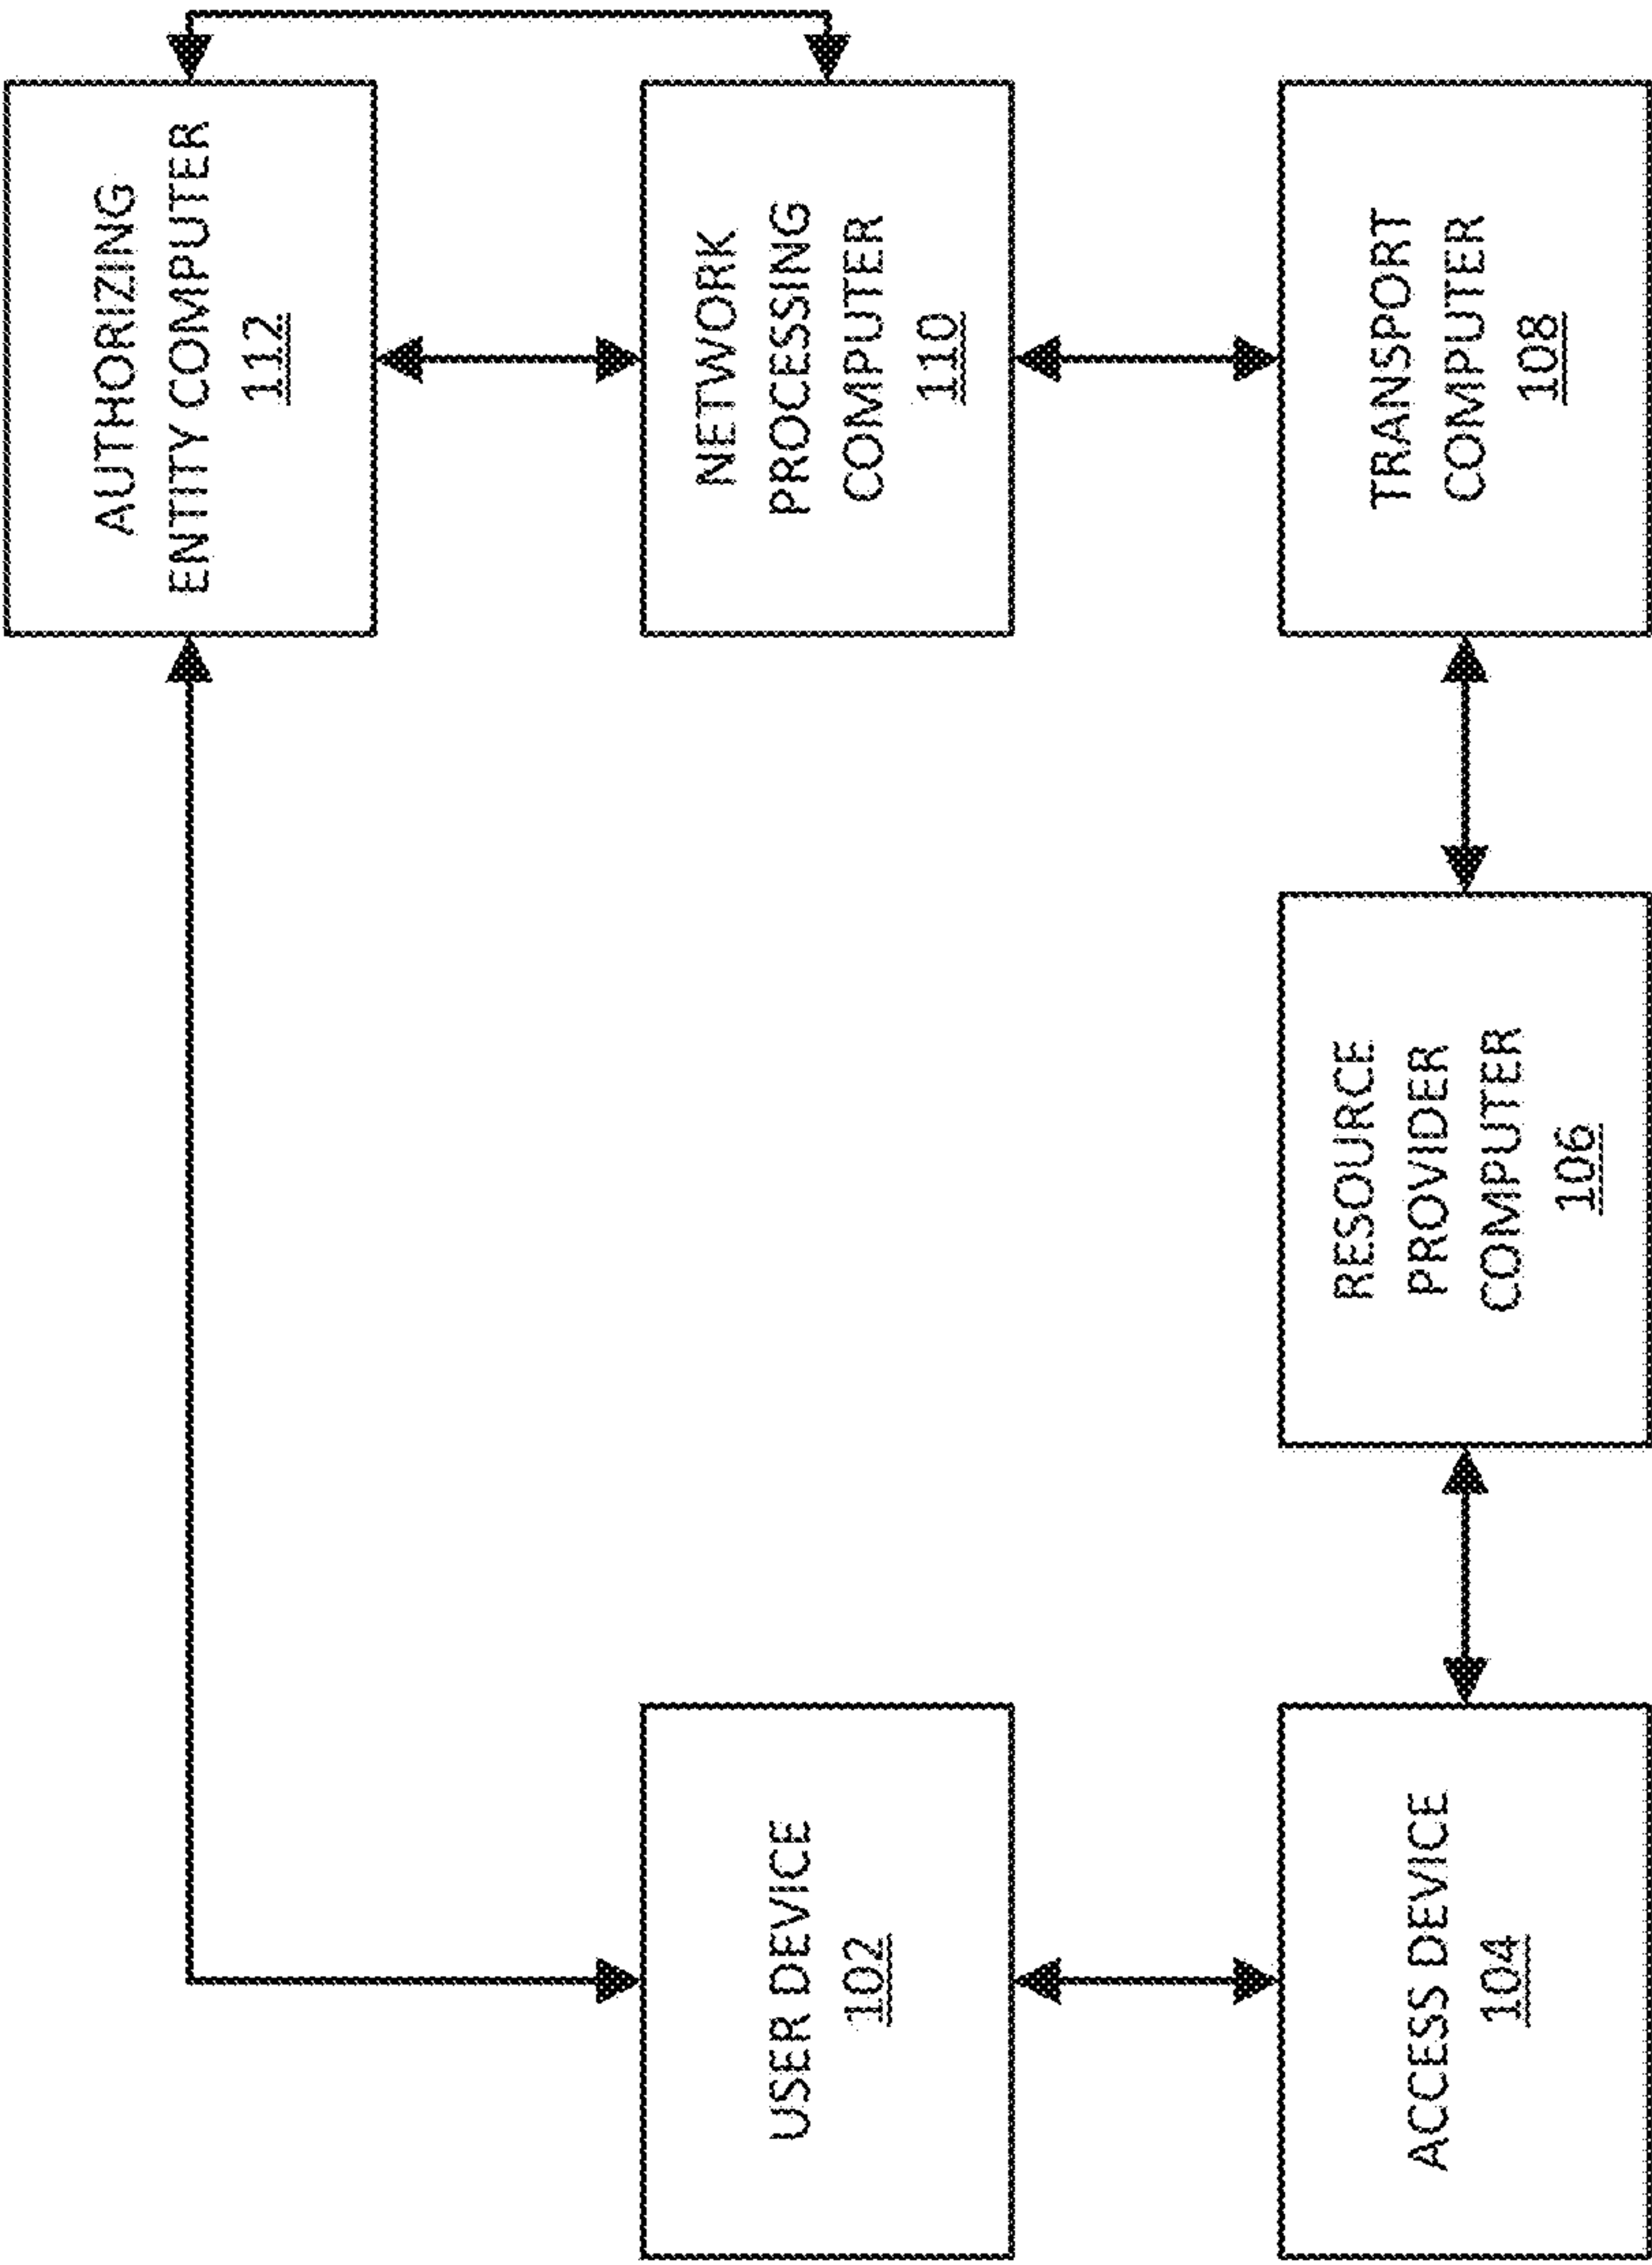 AUTHORIZING
ENTITY COMPUTER
112
USER DEVICE
102
NETWORK
PROCESSING
COMPUTER
110
ACCESS DEVICE
104
RESOURCE
PROVIDER
COMPUTER
106
TRANSPORT
COMPUTER
108